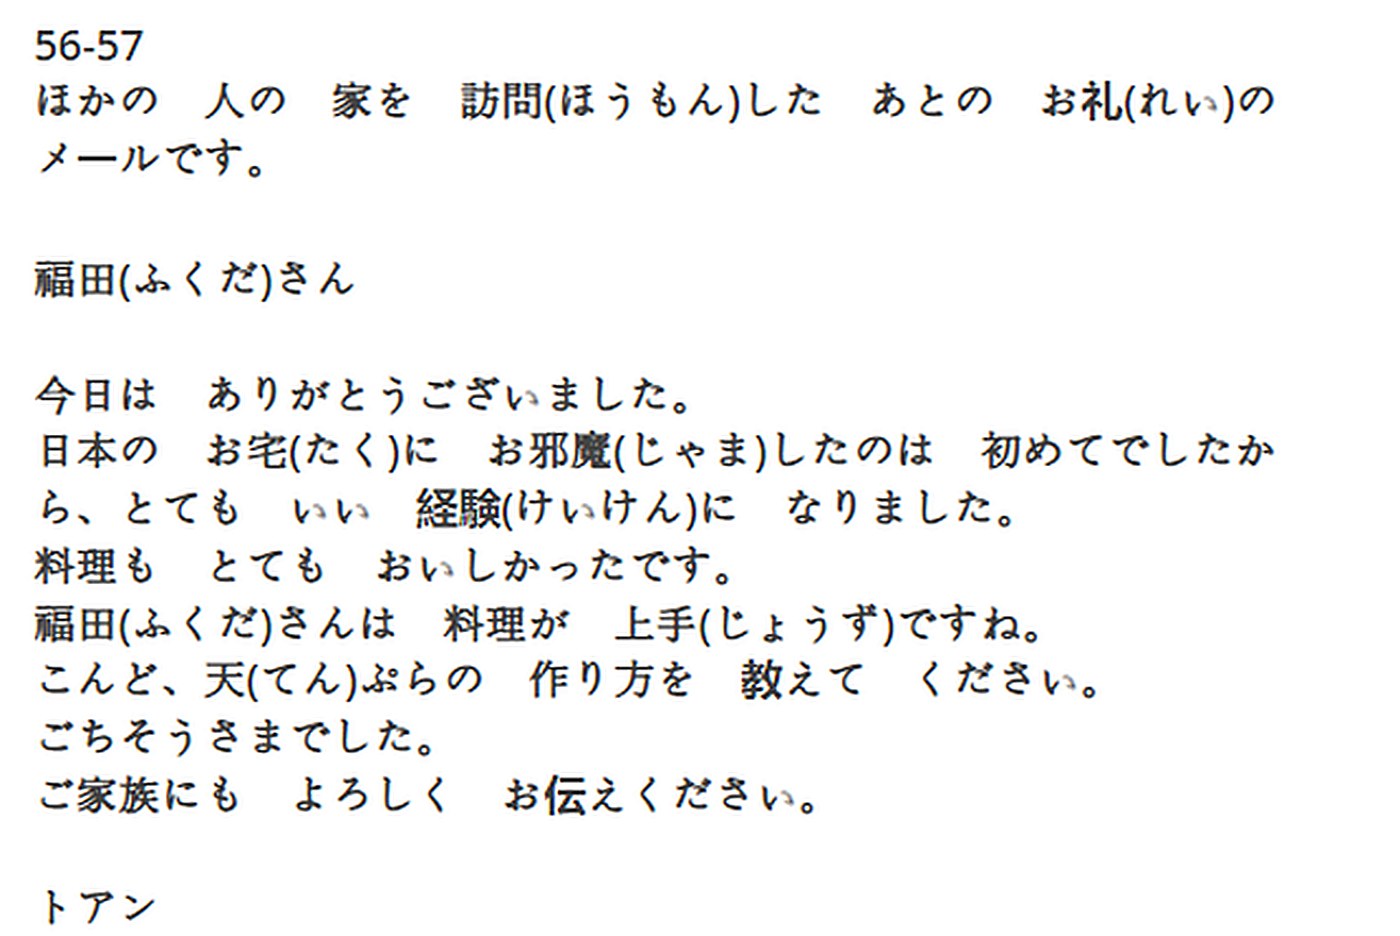 56-57
ほかの　人の　家を　訪問(ほうもん)した　あとの　お礼(れい)の
メールです。
福田(ふくだ)さん
今日は　ありがとうございました。
日本の　お宅(たく)に　お邪魔(じゃま)したのは　初めてでしたか
ら、とても　いい　経験(けいけん)に　なりました。
料理も　とても　おいしかったです。
福田(ふくだ)さんは　料理が　上手(じょうず)ですね。
こんど、天(てん)ぷらの　作り方を　教えて　ください。
ごちそうさまでした。
ご家族にも　よろしく　お伝えください。
トアン